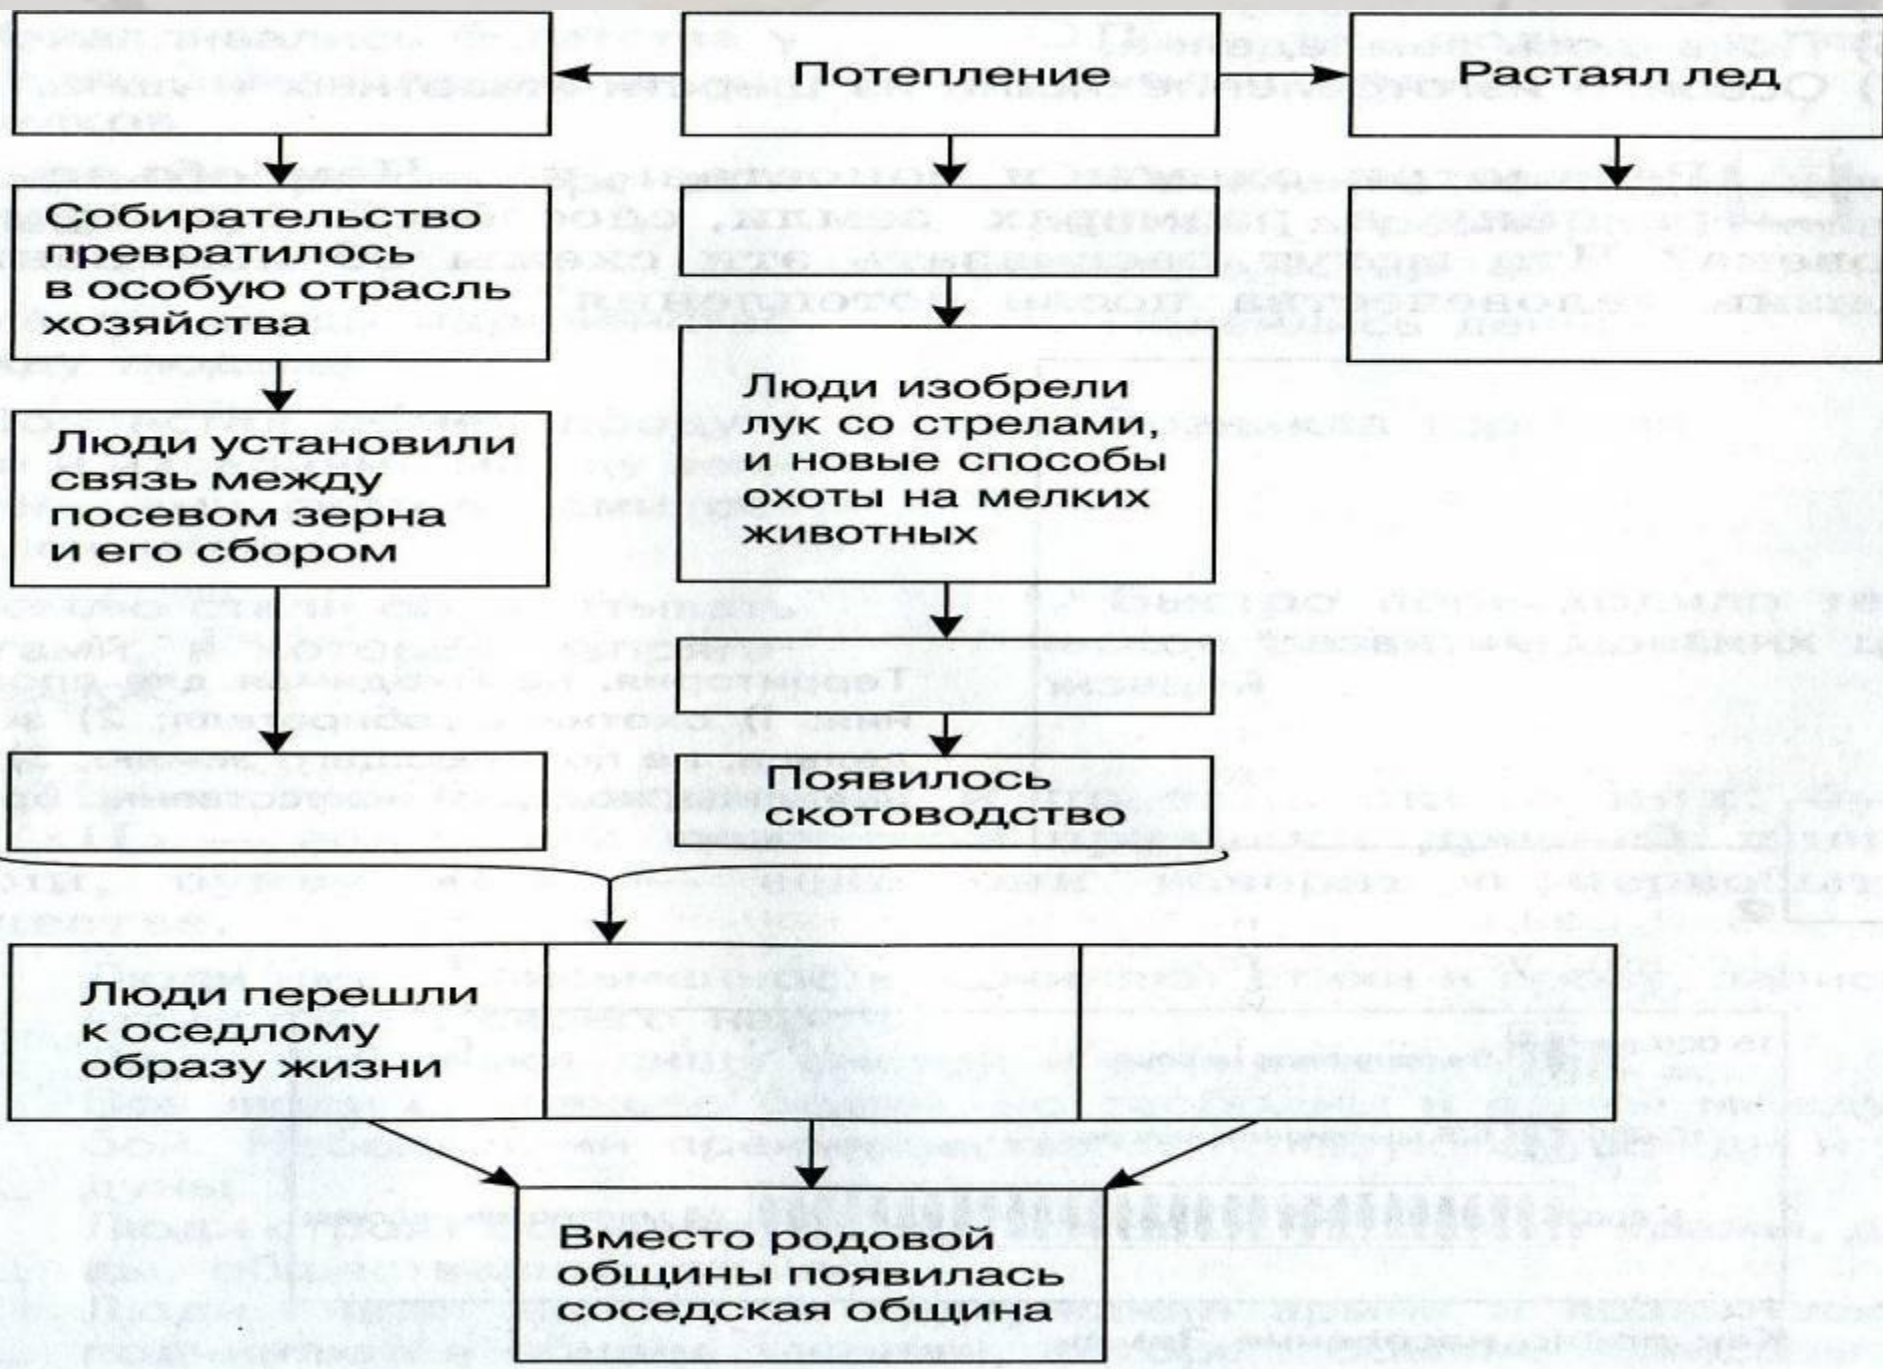 Потепление
Растаял лед
Собирательство
превратилось
в особую отрасль
хозяйства
Люди изобрели
лук со стрелами,
и новые способы
охоты на мелких
животных
Люди установили
связь между
посевом зерна
и его сбором
Появилось
скотоводство
Люди перешли
к оседлому
образу жизни
Вместо родовой
общины появилась
соседская община